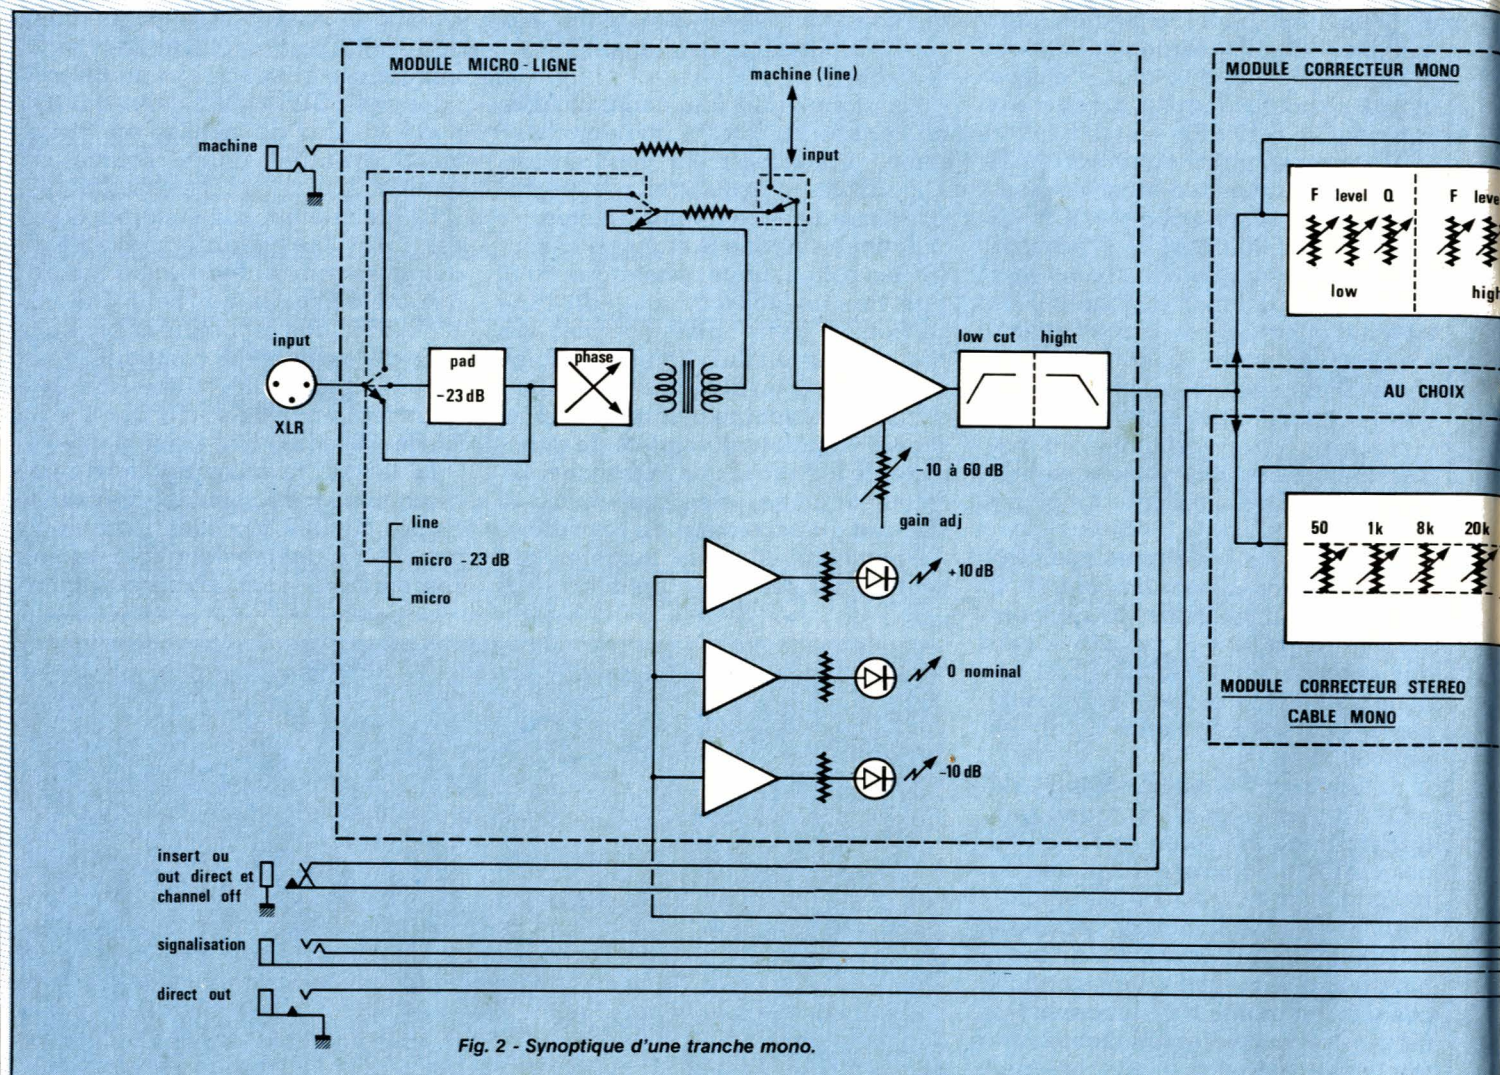 MODULE MICRO-LIGNE
machine (line)
input
machine
input
XLR
pad
-23 dB
phase
low cut hight
-10 à 60 dB
gain adj
line
micro -23 dB
micro
+10 dB
0 nominal
-10 dB
MODULE CORRECTEUR MONO
F level Q
F
low
AU CHOIX
50 1k 8k 20k
MODULE CORRECTEUR STEREO
CABLE MONO
insert ou
out direct et
channel off
signalisation
direct out
Fig. 2 - Synoptique d'une tranche mono.